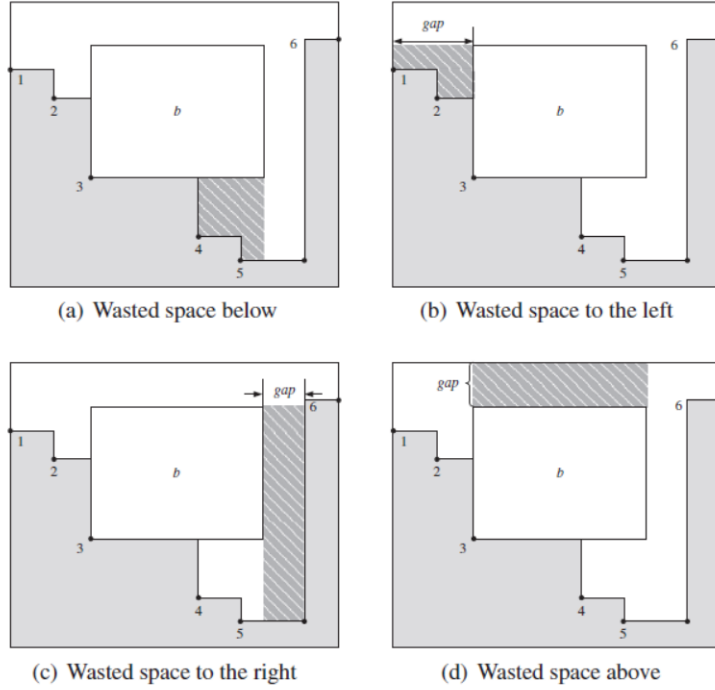 6
1
2
b
3
4
5
(a) Wasted space below
gap
6
1
2
b
3
4
5
(b) Wasted space to the left
gap
6
1
2
b
3
4
5
(c) Wasted space to the right
gap
6
1
2
b
3
4
5
(d) Wasted space above